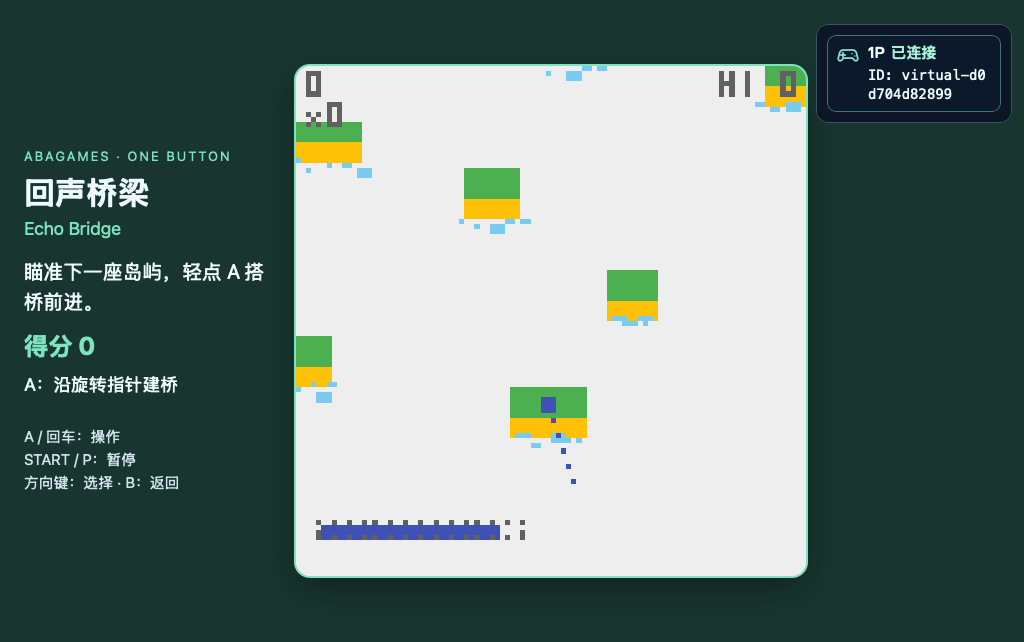 ABAGAMES · ONE BUTTON
回声桥梁
Echo Bridge
瞄准下一座岛屿，轻点 A 搭
桥前进。
得分 0
A：沿旋转指针建桥
A / 回车：操作
START / P：暂停
方向键：选择 · B：返回
0
HI 0
x0
1P 已连接
ID: virtual-d0
d704d82899